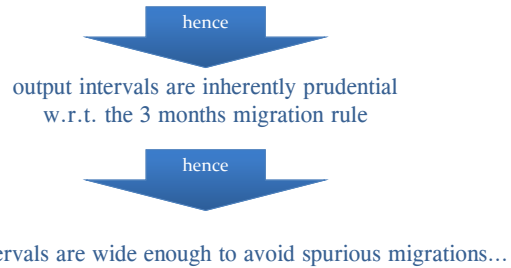 hence
output intervals are inherently prudential
w.r.t. the 3 months migration rule
hence
ervals are wide enough to avoid spurious migrations...